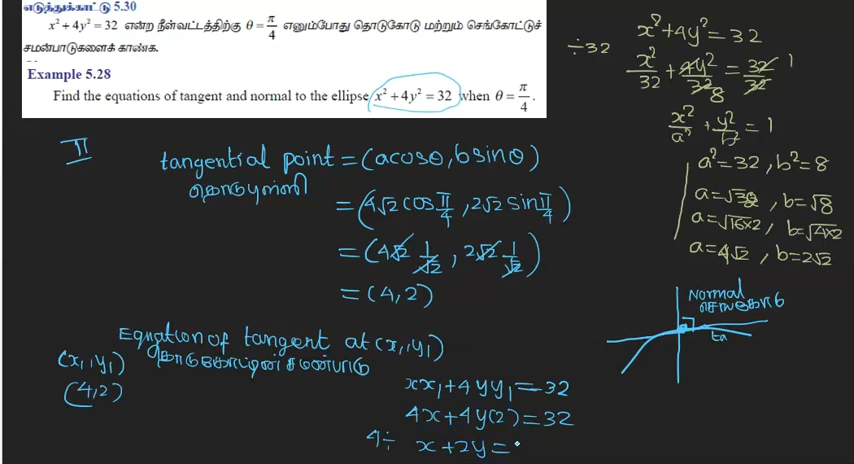 எடுத்துக்காட்டு 5.30
x² + 4y² = 32 என்ற நீள்வட்டத்திற்கு θ = π/4 எனும்போது தொடுகோடு மற்றும் செங்கோட்டுச்
சமன்பாடுகளைக் காண்க.
Example 5.28
Find the equations of tangent and normal to the ellipse x² + 4y² = 32 when θ = π/4.
x² + 4y² = 32
÷32 x²/32 + 4y²/32 8 = 32/32 1
x²/a² + y²/b² = 1
a² = 32, b² = 8
a = √32, b = √8
a = √16×2, b = √4×2
a = 4√2, b = 2√2
II
tangential point = (a cosθ, b sinθ)
தொடுபுள்ளி
= (4√2 cos π/4, 2√2 sin π/4)
= (4√2 1/√2, 2√2 1/√2)
= (4, 2)
Normal
ta
Equation of tangent at (x₁, y₁)
(x₁, y₁)
(4, 2)
xx₁ + 4yy₁ = 32
4x + 4y(2) = 32
4÷ x + 2y =